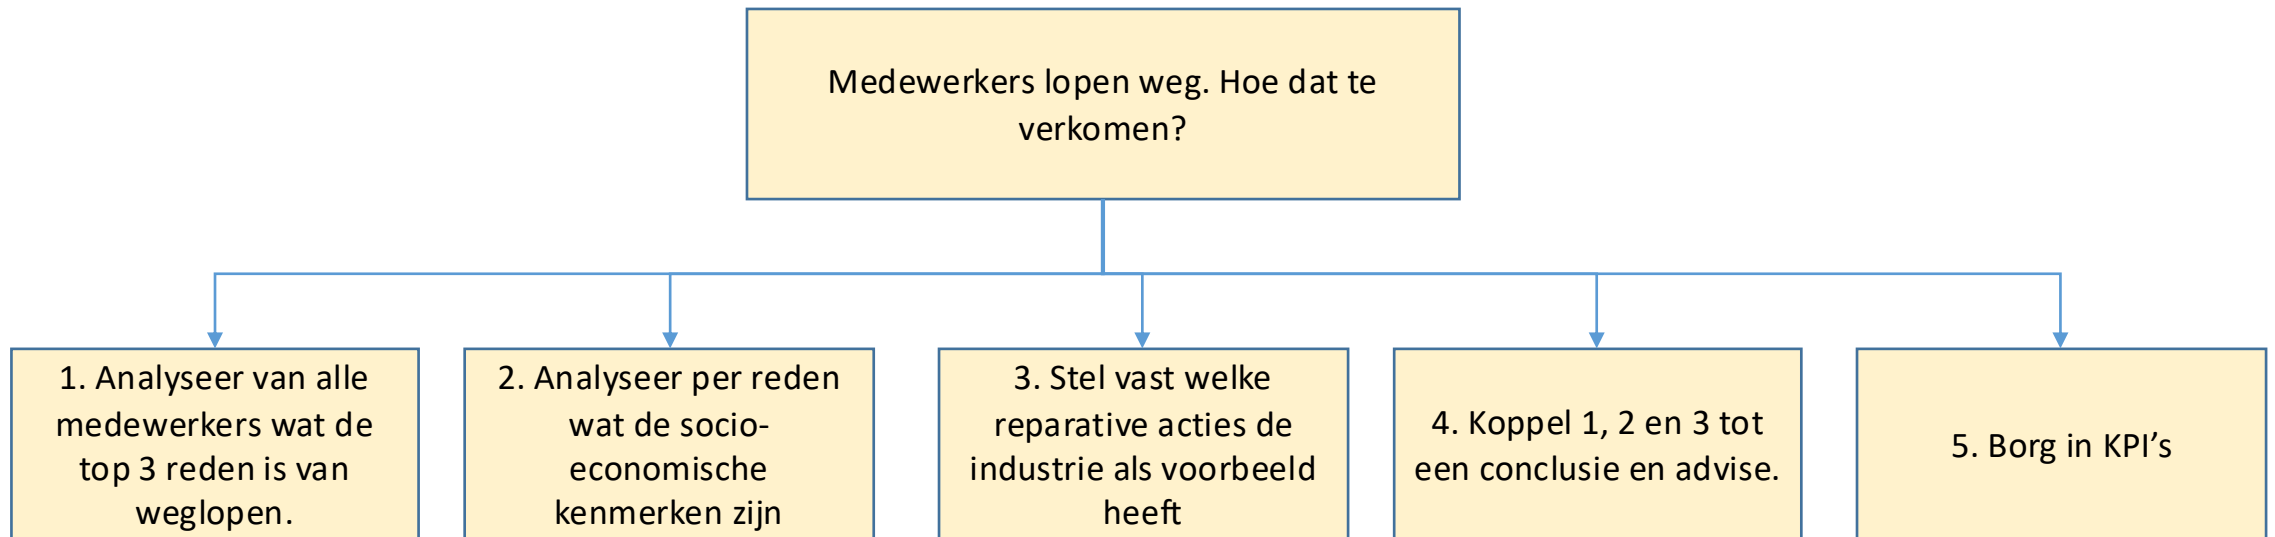 Medewerkers lopen weg. Hoe dat te
verkomen?
1. Analyseer van alle
medewerkers wat de
top 3 reden is van
weglopen.
2. Analyseer per reden
wat de socio-
economische
kenmerken zijn
3. Stel vast welke
reparative acties de
industrie als voorbeeld
heeft
4. Koppel 1, 2 en 3 tot
een conclusie en advise.
5. Borg in KPI’s